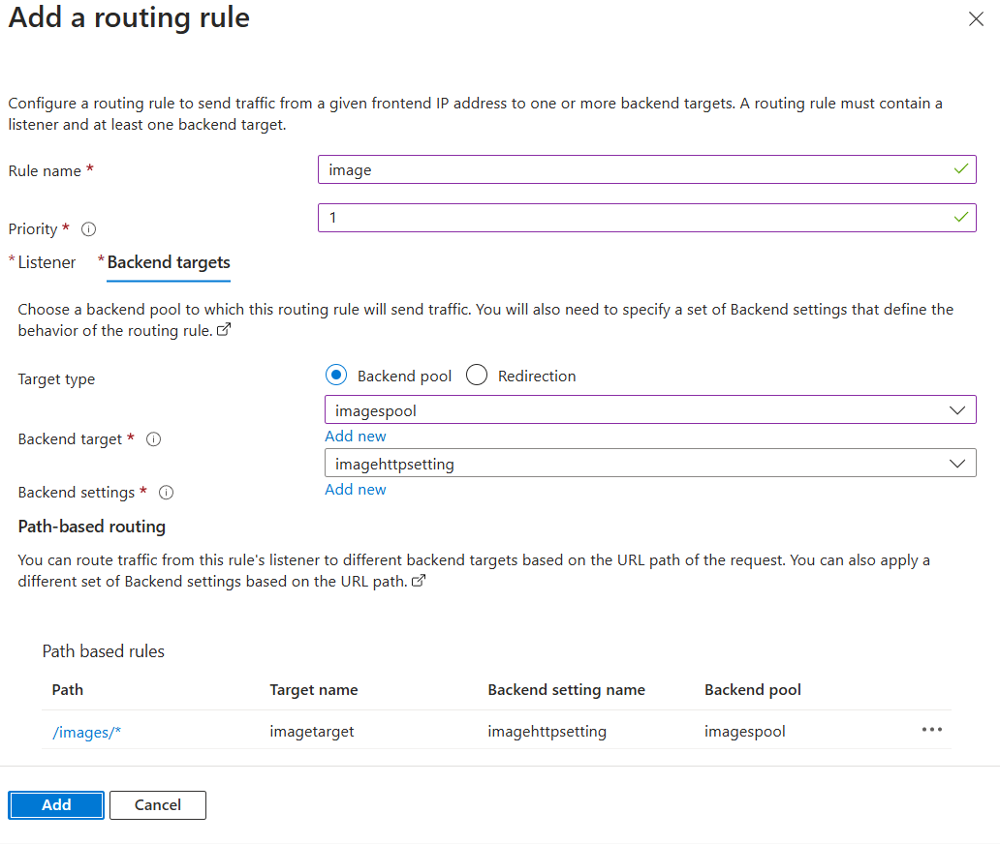 Add a routing rule
Configure a routing rule to send traffic from a given frontend IP address to one or more backend targets. A routing rule must contain a
listener and at least one backend target.
Rule name *
image
Priority *
1
* Listener * Backend targets
Choose a backend pool to which this routing rule will send traffic. You will also need to specify a set of Backend settings that define the
behavior of the routing rule.
Target type
Backend pool Redirection
Backend target *
imagespool
Add new
Backend settings *
imagehttpsetting
Add new
Path-based routing
You can route traffic from this rule's listener to different backend targets based on the URL path of the request. You can also apply a
different set of Backend settings based on the URL path.
Path based rules
Path Target name Backend setting name Backend pool
/images/* imagetarget imagehttpsetting imagespool
Add Cancel